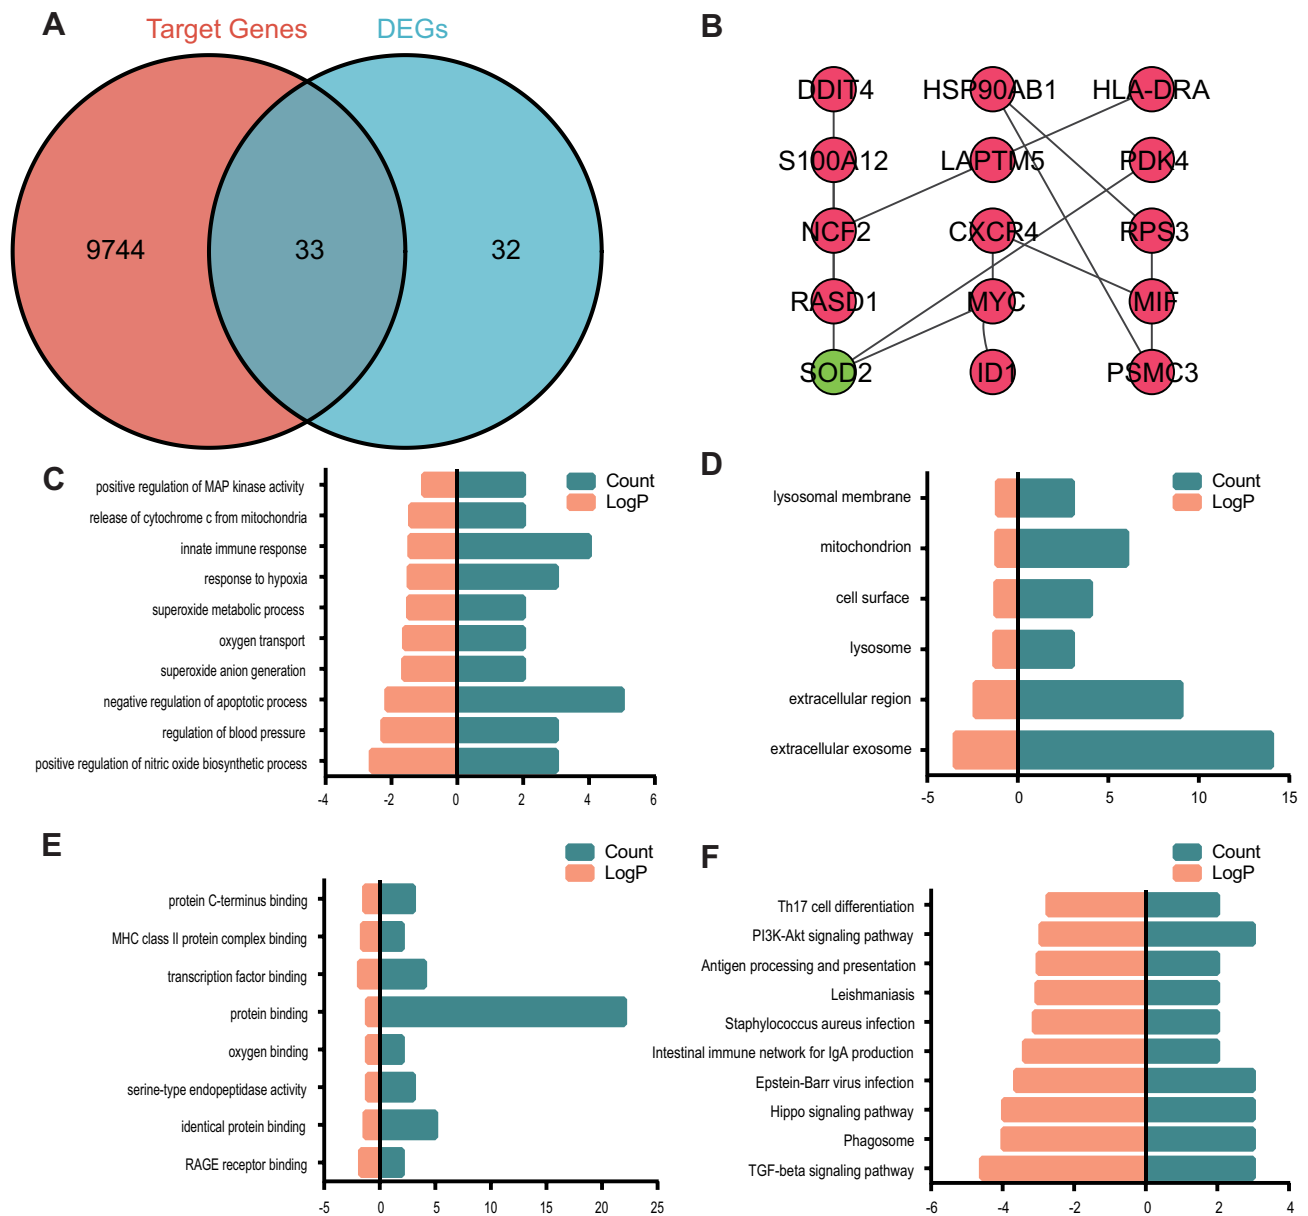 A
Target Genes
DEGs
9744
33
32
B
DDIT4
HSP90AB1
HLA-DRA
S100A12
LAPTM5
PDK4
NCF2
CXCR4
RPS3
RASD1
MYC
MIF
SOD2
ID1
PSMC3
C
Count
LogP
positive regulation of MAP kinase activity
release of cytochrome c from mitochondria
innate immune response
response to hypoxia
superoxide metabolic process
oxygen transport
superoxide anion generation
negative regulation of apoptotic process
regulation of blood pressure
positive regulation of nitric oxide biosynthetic process
-4 -2 0 2 4 6
D
Count
LogP
lysosomal membrane
mitochondrion
cell surface
lysosome
extracellular region
extracellular exosome
-5 0 5 10 15
E
Count
LogP
protein C-terminus binding
MHC class II protein complex binding
transcription factor binding
protein binding
oxygen binding
serine-type endopeptidase activity
identical protein binding
RAGE receptor binding
-5 0 5 10 15 20 25
F
Count
LogP
Th17 cell differentiation
PI3K-Akt signaling pathway
Antigen processing and presentation
Leishmaniasis
Staphylococcus aureus infection
Intestinal immune network for IgA production
Epstein-Barr virus infection
Hippo signaling pathway
Phagosome
TGF-beta signaling pathway
-6 -4 -2 0 2 4